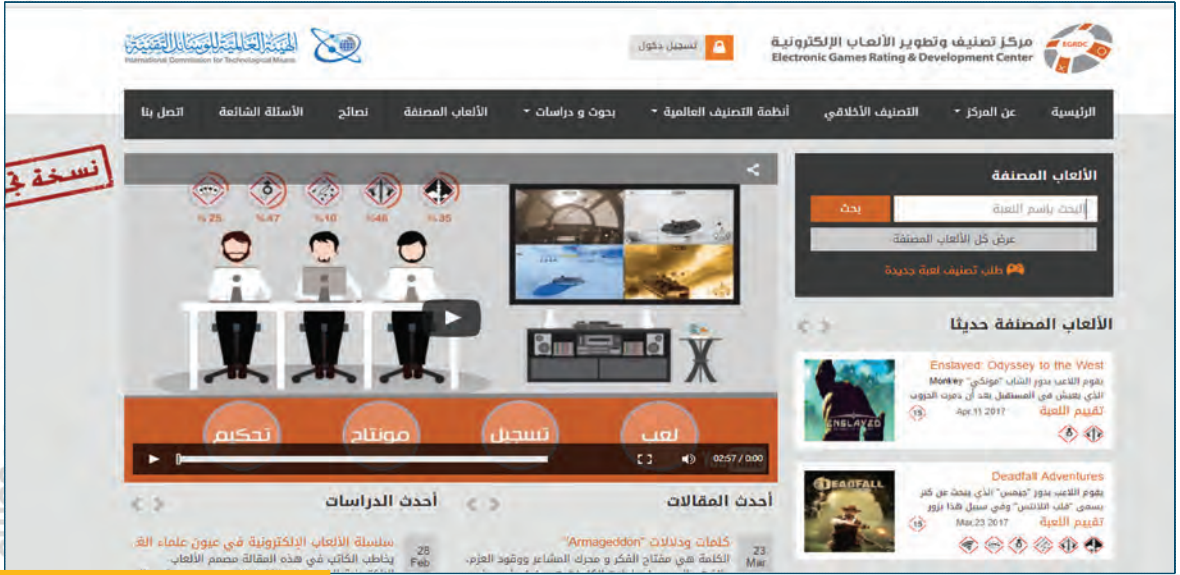 مركز تصنيف وتطوير الألعاب الإلكترونية
Electronic Games Rating & Development Center
EGRDC
تسجيل دخول
الهيئة العالمية للوسائل التقنية
International Commission for Technological Means
الرئيسية
عن المركز
التصنيف الأخلاقي
أنظمة التصنيف العالمية
بحوث و دراسات
الألعاب المصنفة
نصائح
الأسئلة الشائعة
اتصل بنا
نسخة
الألعاب المصنفة
البحث باسم اللعبة
بحث
عرض كل الألعاب المصنفة
طلب تصنيف لعبة جديدة
% 25
%.47
%.10
%46
%.35
لعب
تسجيل
مونتاج
تحكيم
02:57 / 0:00
الألعاب المصنفة حديثا
Enslaved: Odyssey to the West
يقوم اللاعب بدور الشاب "مونكي" Monkey
الذي يعيش في المستقبل بعد أن دمرت الحروب
تقييم اللعبة
Apr.11 2017
15
ENSLAVED
Deadfall Adventures
يقوم اللاعب بدور "جيمس" الذي يبحث عن كنز
يسمى "قلب اللانتس" وفي سبيل هذا يزور
تقييم اللعبة
Mar.23 2017
15
DEADFALL
أحدث المقالات
23
Mar
كلمات ودلالات "Armageddon"
الكلمة هي مفتاح الفكر و محرك المشاعر ووقود العزم،
أحدث الدراسات
28
Feb
سلسلة الألعاب الإلكترونية في عيون علماء
يخاطب الكاتب في هذه المقالة مصمم الألعاب